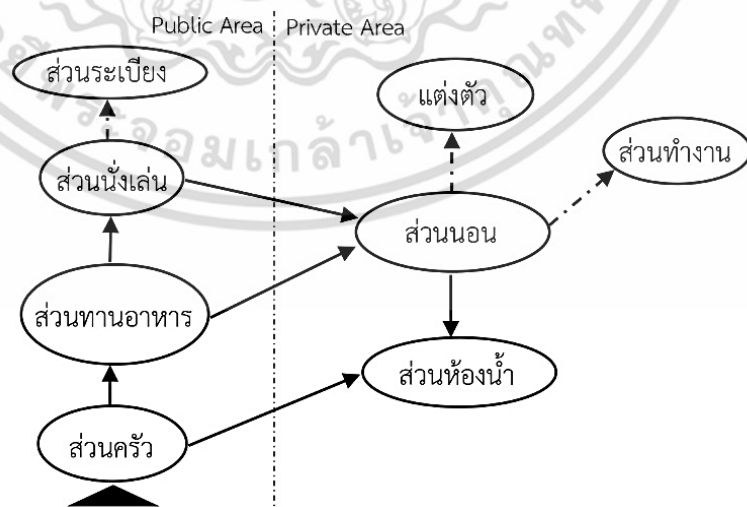 Public Area
Private Area
ส่วนระเบียง
แต่งตัว
ส่วนนั่งเล่น
ส่วนทำงาน
ส่วนนอน
ส่วนทานอาหาร
ส่วนห้องน้ำ
ส่วนครัว